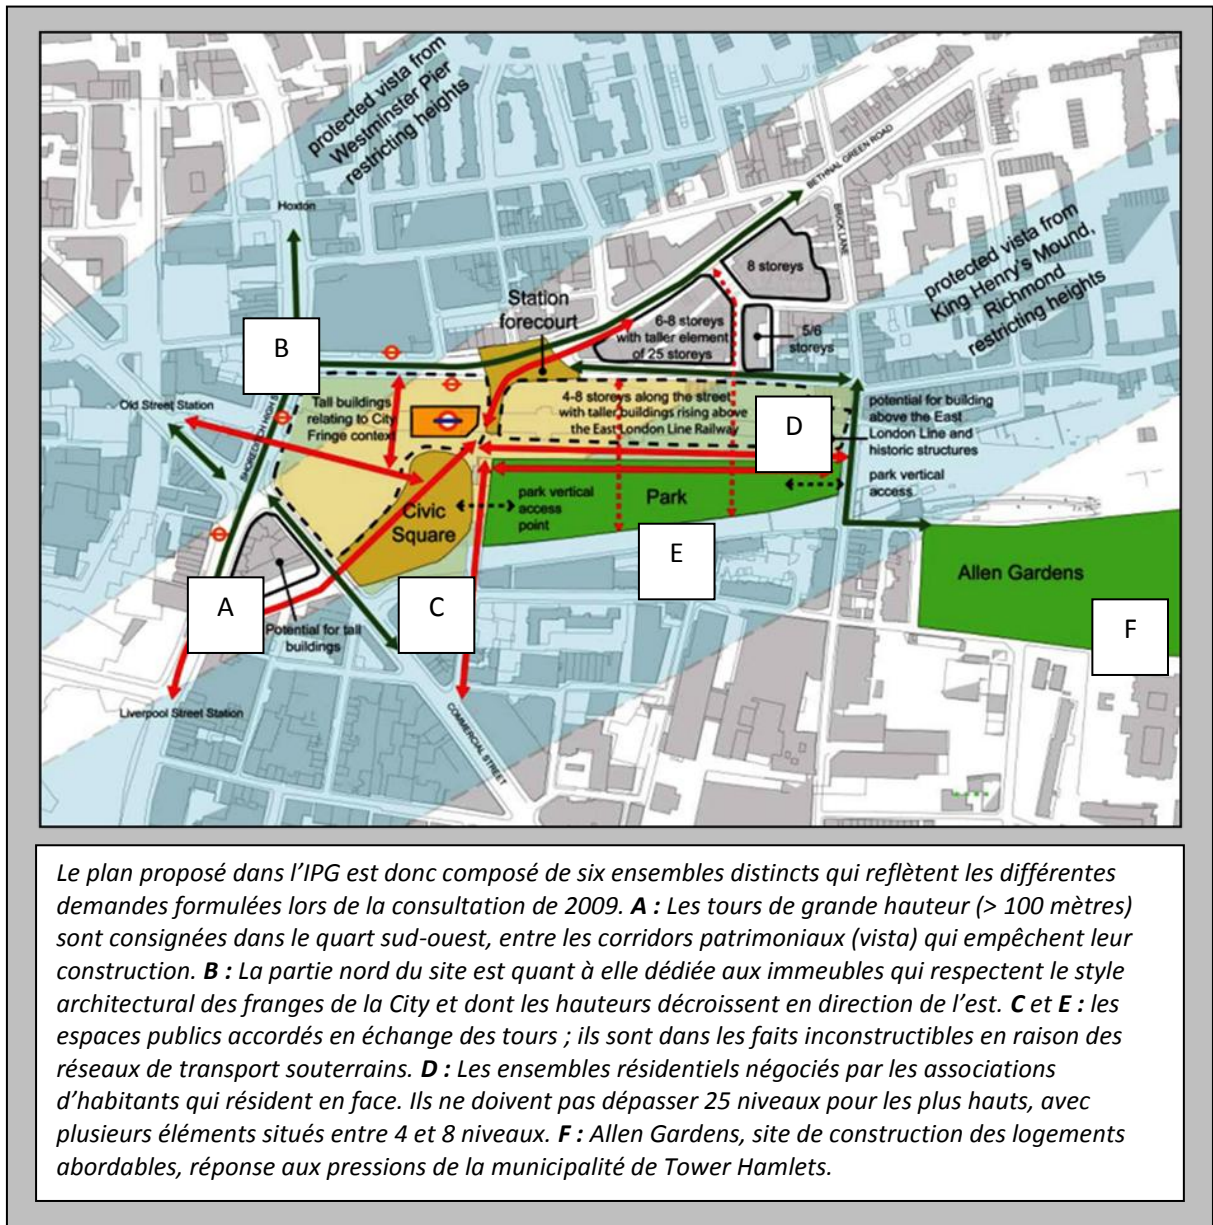 protected vista from
Westminster Pier
restricting heights
Hoxton
BETHNAL GREEN ROAD
BRICK LANE
protected vista from
King Henry's Mound,
Richmond
restricting heights
8 storeys
Station
forecourt
6-8 storeys
with taller element
of 25 storeys
5/6
storeys
B
Old Street Station
SHOREDITCH HIGH S
Tall buildings
relating to City
Fringe context
4-8 storeys along the street
with taller buildings rising above
the East London Line Railway
D
potential for building
above the East
London Line and
historic structures
park vertical
access
Civic
Square
park vertical
access
point
Park
E
Allen Gardens
A
C
F
Potential for tall
buildings
Liverpool Street Station
COMMERCIAL STREET
Le plan proposé dans l'IPG est donc composé de six ensembles distincts qui reflètent les différentes
demandes formulées lors de la consultation de 2009. A : Les tours de grande hauteur (> 100 mètres)
sont consignées dans le quart sud-ouest, entre les corridors patrimoniaux (vista) qui empêchent leur
construction. B : La partie nord du site est quant à elle dédiée aux immeubles qui respectent le style
architectural des franges de la City et dont les hauteurs décroissent en direction de l'est. C et E : les
espaces publics accordés en échange des tours ; ils sont dans les faits inconstructibles en raison des
réseaux de transport souterrains. D : Les ensembles résidentiels négociés par les associations
d'habitants qui résident en face. Ils ne doivent pas dépasser 25 niveaux pour les plus hauts, avec
plusieurs éléments situés entre 4 et 8 niveaux. F : Allen Gardens, site de construction des logements
abordables, réponse aux pressions de la municipalité de Tower Hamlets.